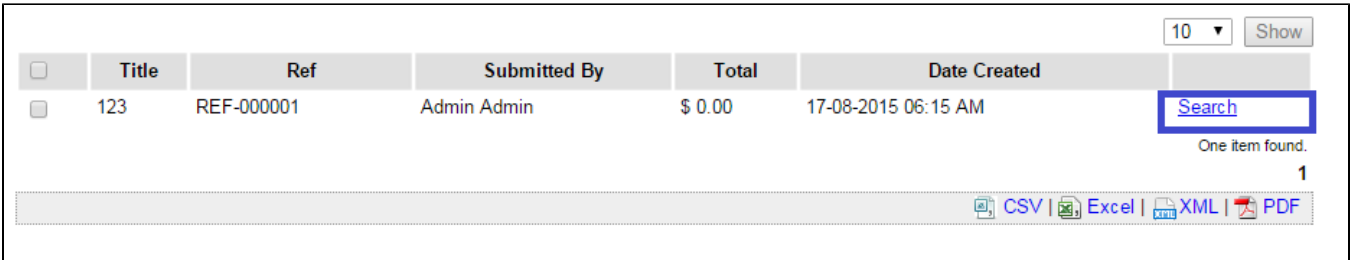 10 Show
Title Ref Submitted By Total Date Created
123 REF-000001 Admin Admin $ 0.00 17-08-2015 06:15 AM Search
One item found.
1
CSV | Excel | XML | PDF